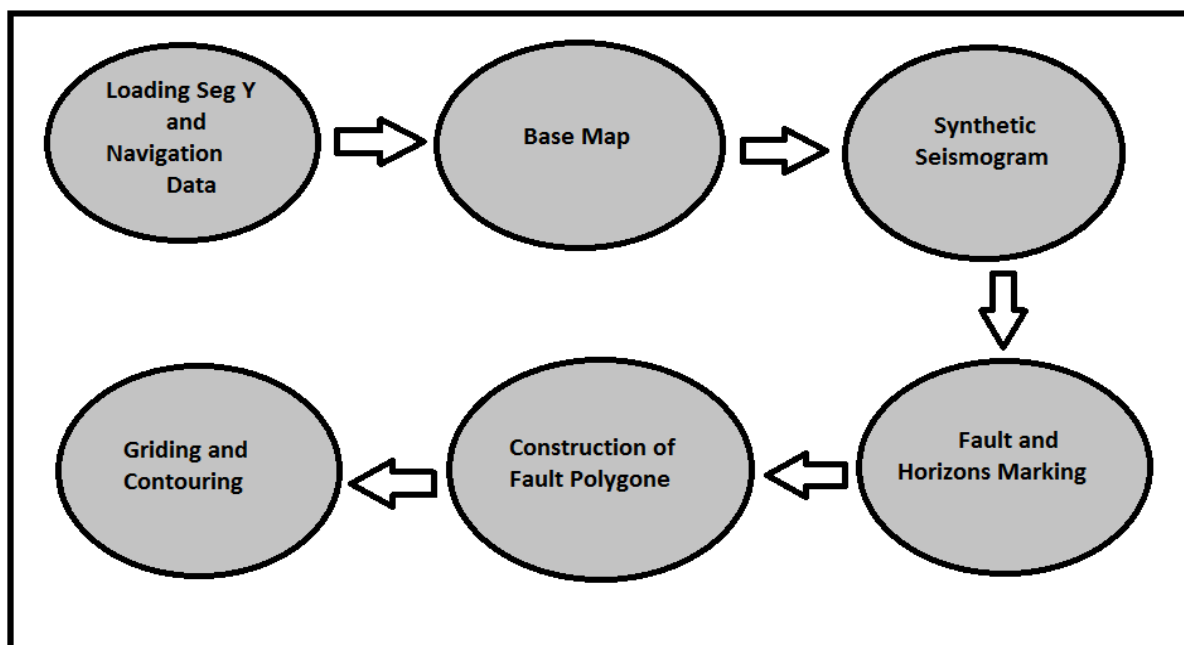 Loading Seg Y
and
Navigation
Data
Base Map
Synthetic
Seismogram
Fault and
Horizons Marking
Construction of
Fault Polygone
Griding and
Contouring